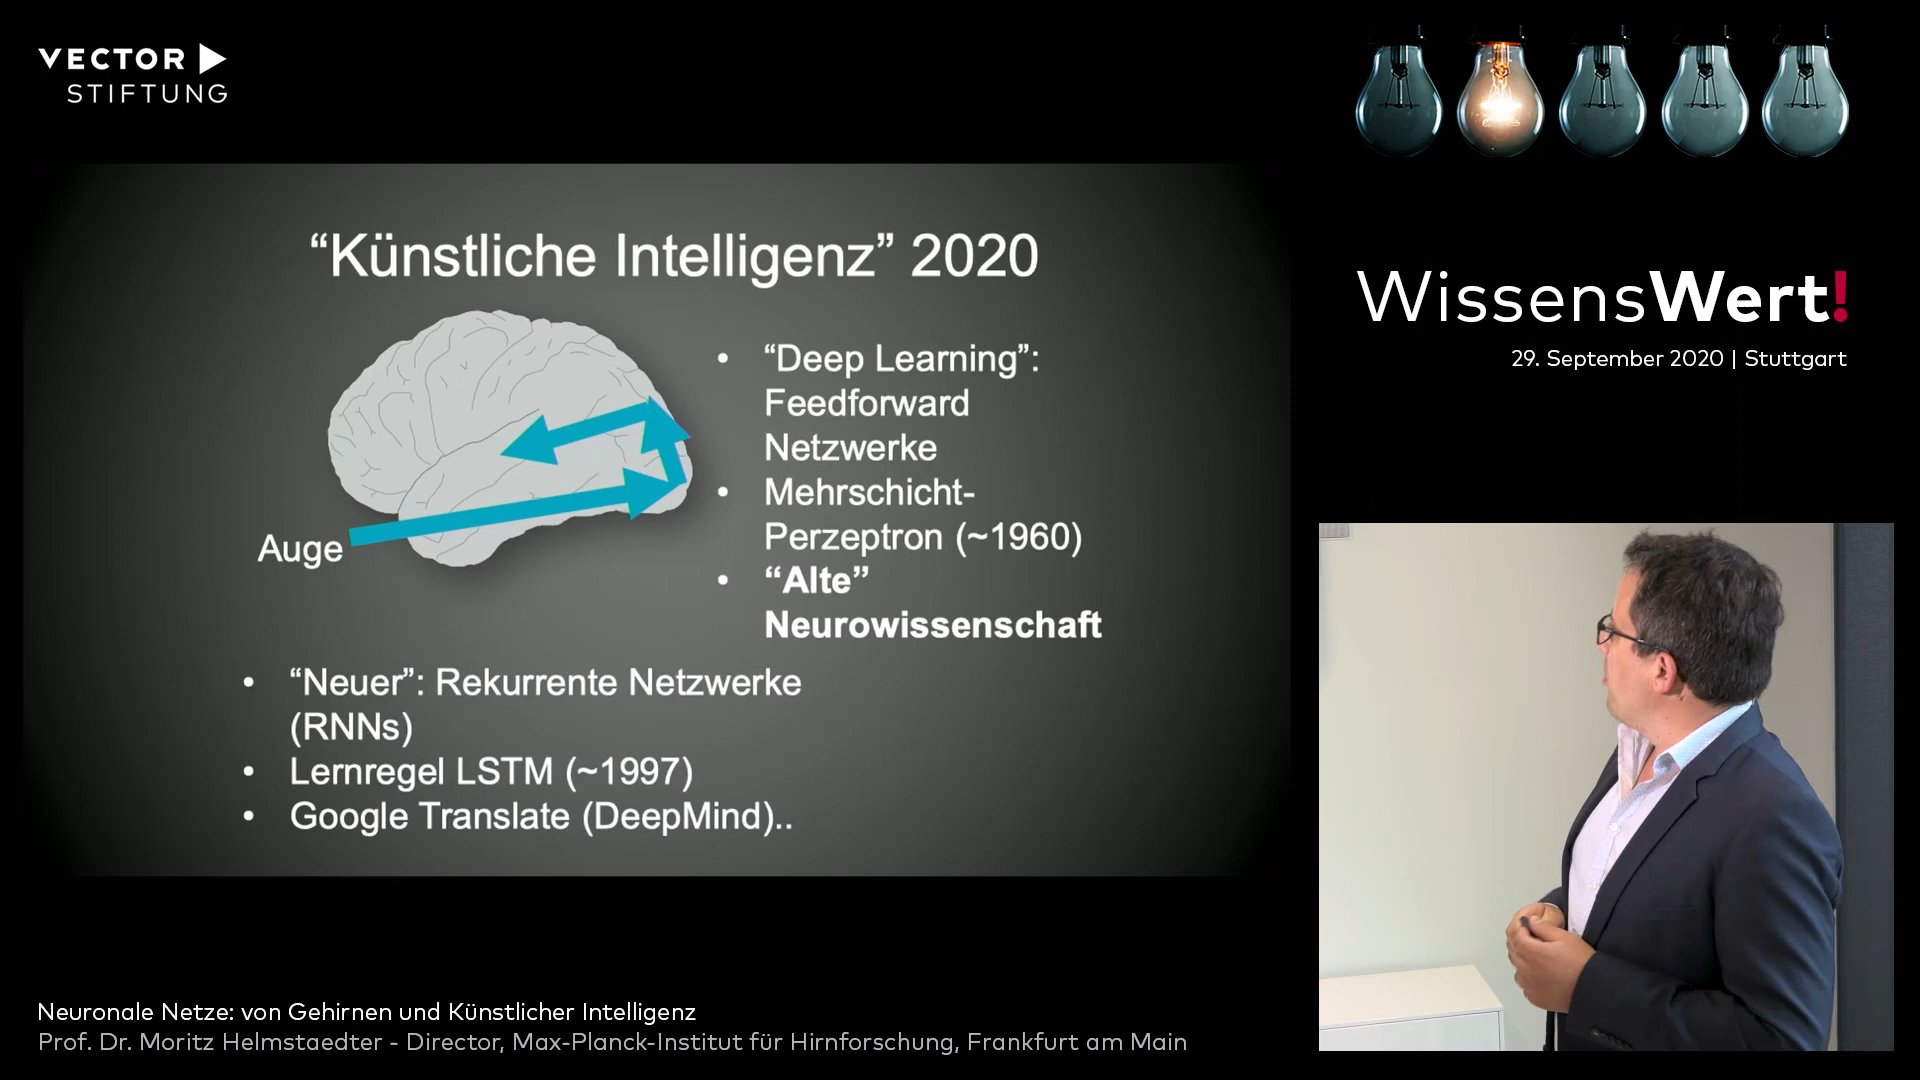 VECTOR
STIFTUNG
“Künstliche Intelligenz” 2020
• “Deep Learning”:
Feedforward
Netzwerke
• Mehrschicht-
Perzeptron (~1960)
• “Alte”
Neurowissenschaft
Auge
• “Neuer”: Rekurrente Netzwerke
(RNNs)
• Lernregel LSTM (~1997)
• Google Translate (DeepMind)..
WissensWert!
29. September 2020 | Stuttgart
Neuronale Netze: von Gehirnen und Künstlicher Intelligenz
Prof. Dr. Moritz Helmstaedter - Director, Max-Planck-Institut für Hirnforschung, Frankfurt am Main